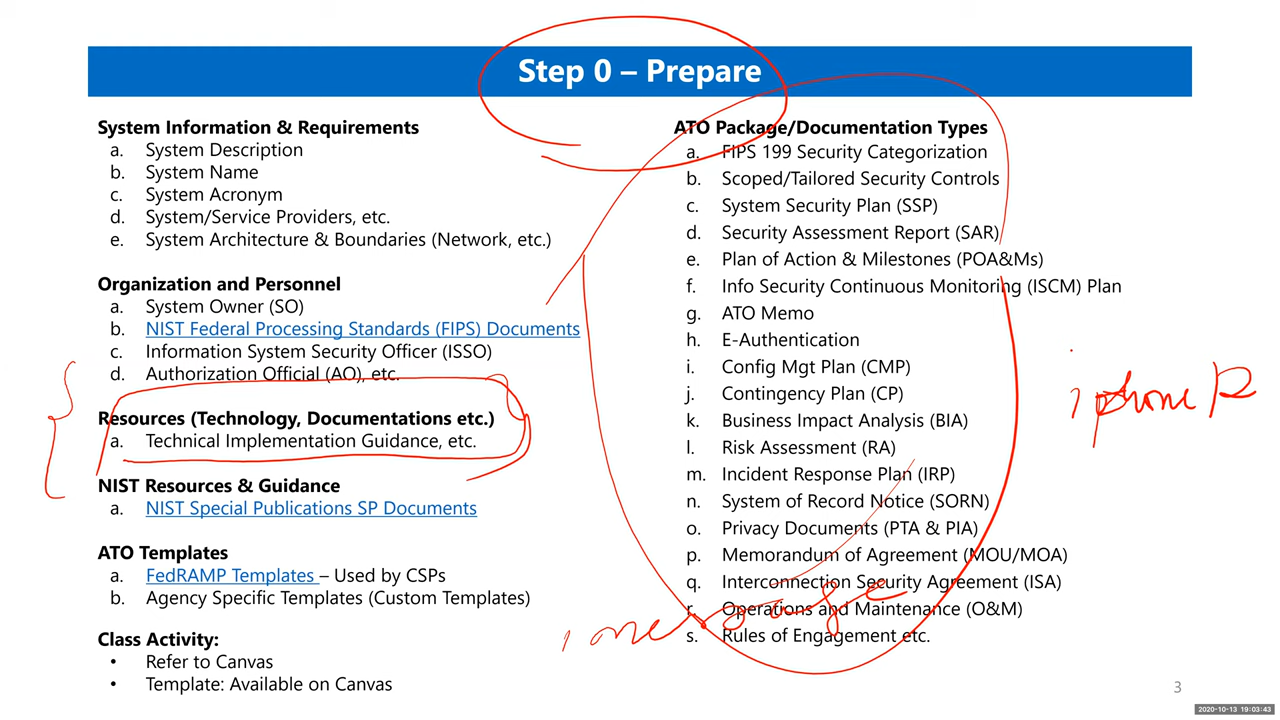 Step 0 – Prepare
System Information & Requirements
a. System Description
b. System Name
c. System Acronym
d. System/Service Providers, etc.
e. System Architecture & Boundaries (Network, etc.)
Organization and Personnel
a. System Owner (SO)
b. NIST Federal Processing Standards (FIPS) Documents
c. Information System Security Officer (ISSO)
d. Authorization Official (AO), etc.
Resources (Technology, Documentations etc.)
a. Technical Implementation Guidance, etc.
NIST Resources & Guidance
a. NIST Special Publications SP Documents
ATO Templates
a. FedRAMP Templates – Used by CSPs
b. Agency Specific Templates (Custom Templates)
Class Activity:
• Refer to Canvas
• Template: Available on Canvas
ATO Package/Documentation Types
a. FIPS 199 Security Categorization
b. Scoped/Tailored Security Controls
c. System Security Plan (SSP)
d. Security Assessment Report (SAR)
e. Plan of Action & Milestones (POA&Ms)
f. Info Security Continuous Monitoring (ISCM) Plan
g. ATO Memo
h. E-Authentication
i. Config Mgt Plan (CMP)
j. Contingency Plan (CP)
k. Business Impact Analysis (BIA)
l. Risk Assessment (RA)
m. Incident Response Plan (IRP)
n. System of Record Notice (SORN)
o. Privacy Documents (PTA & PIA)
p. Memorandum of Agreement (MOU/MOA)
q. Interconnection Security Agreement (ISA)
r. Operations and Maintenance (O&M)
s. Rules of Engagement etc.
iphone 12
3
2020-10-13 19:03:43